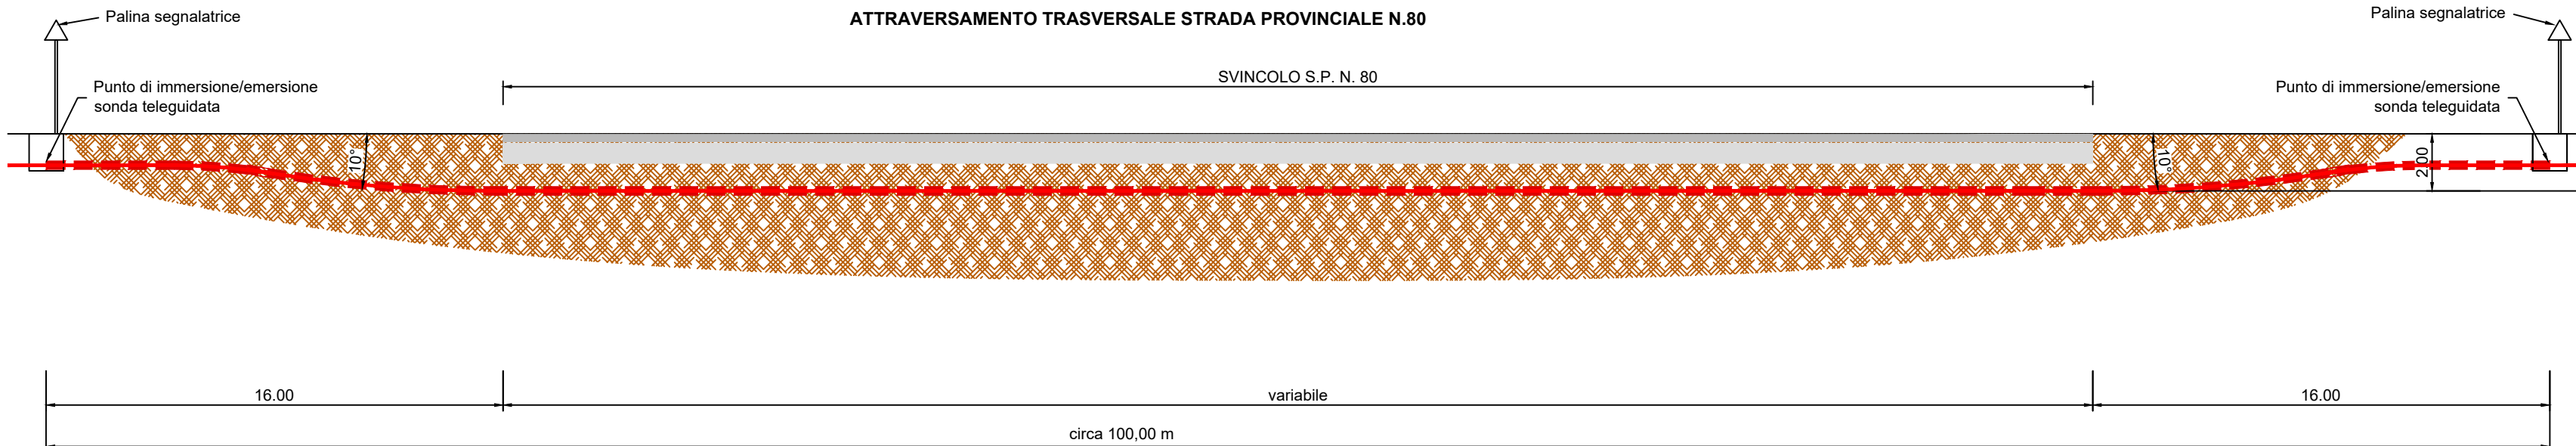 Palina segnalatrice
ATTRAVERSAMENTO TRASVERSALE STRADA PROVINCIALE N.80
Palina segnalatrice
SVINCOLO S.P. N. 80
Punto di immersione/emersione
sonda teleguidata
Punto di immersione/emersione
sonda teleguidata
10°
10°
2.00
16.00
variabile
16.00
circa 100,00 m